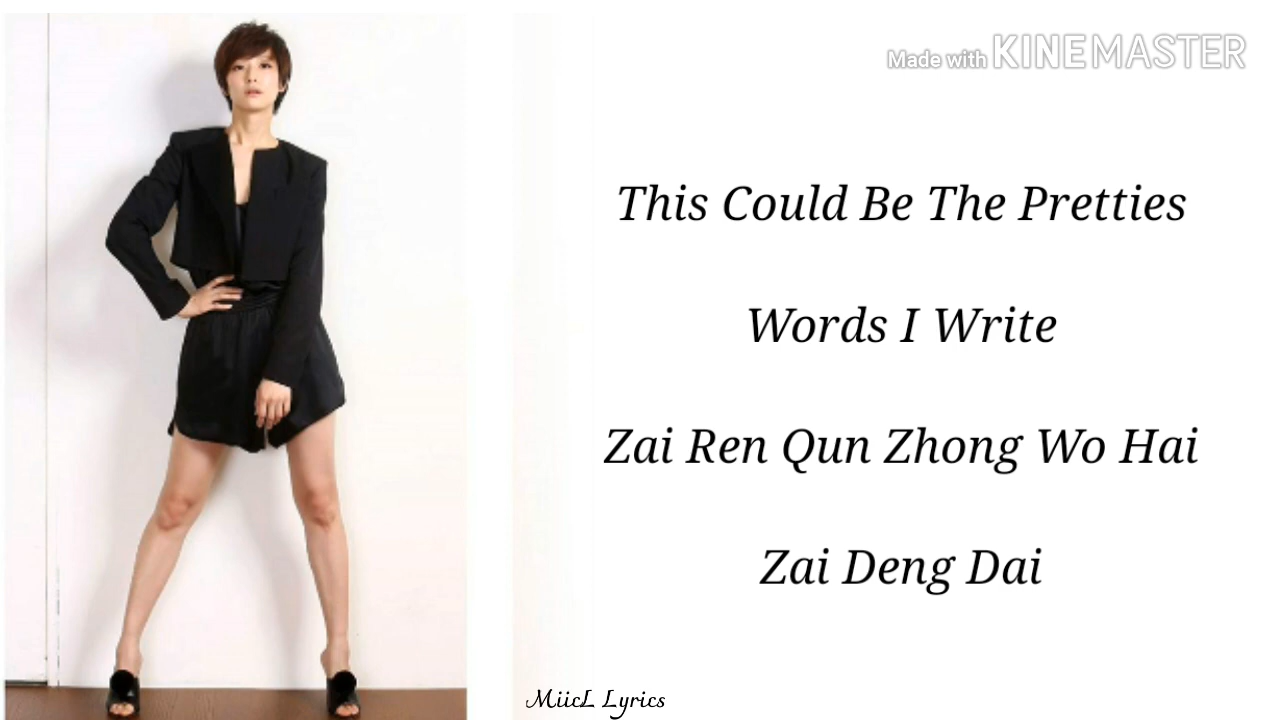 Made with KINEMASTER
This Could Be The Pretties
Words I Write
Zai Ren Qun Zhong Wo Hai
Zai Deng Dai
MiicL Lyrics